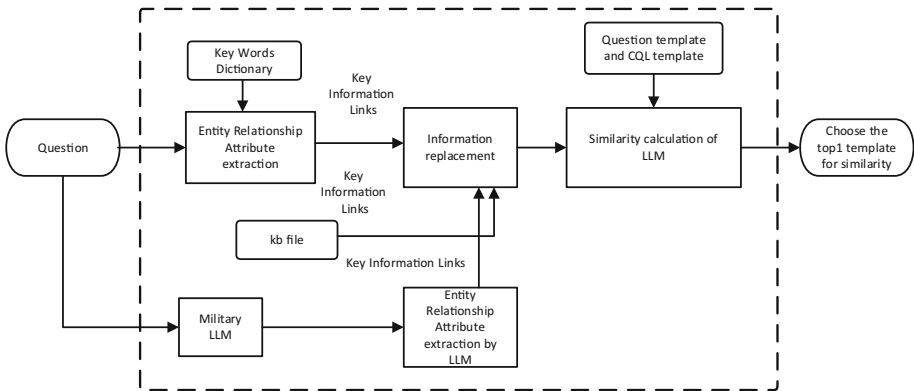 Key Words
Dictionary
Question template
and CQL template
Key
Information
Links
Question
Entity Relationship
Attribute
extraction
Information
replacement
Similarity calculation of
LLM
Choose the
top1 template
for similarity
Key
Information
Links
kb file
Key Information Links
Military
LLM
Entity
Relationship
Attribute
extraction by
LLM